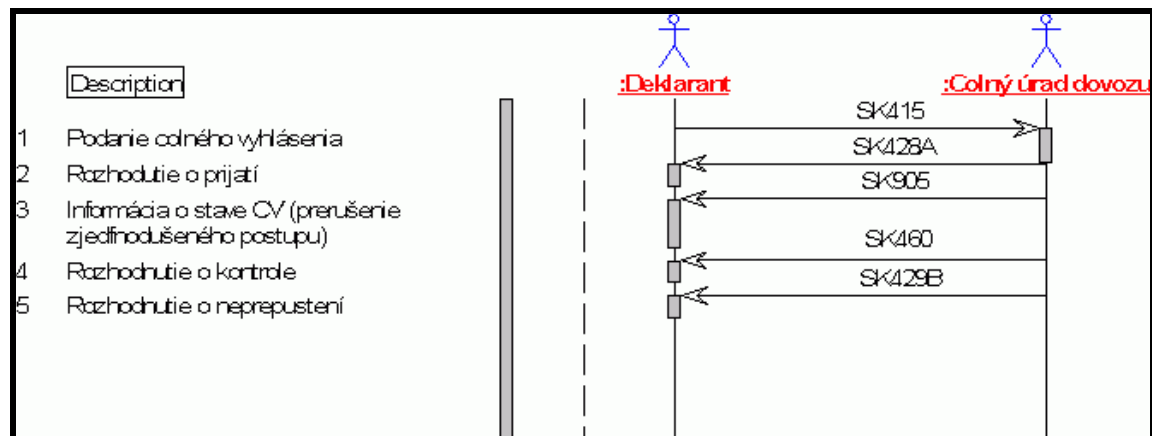 :Deklarant
:Colný úrad dovozu
Description
SK415
1 Podanie colného vyhlásenia
SK428A
2 Rozhodutie o prijatí
SK905
3 Informácia o stave CV (prerušenie
zjedfnodušeného postupu)
SK460
4 Rozhodnutie o kontrole
SK429B
5 Rozhodnutie o neprepustení